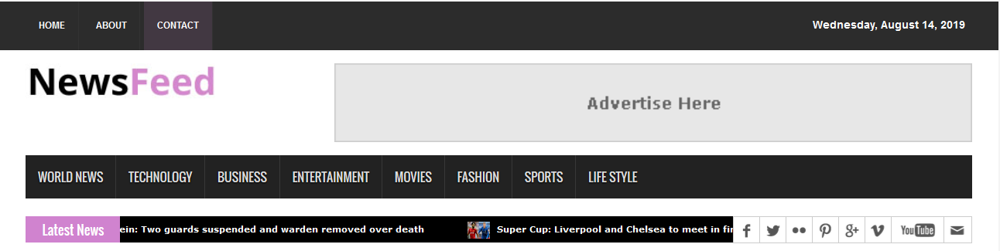 HOME ABOUT CONTACT Wednesday, August 14, 2019
NewsFeed
Advertise Here
WORLD NEWS TECHNOLOGY BUSINESS ENTERTAINMENT MOVIES FASHION SPORTS LIFE STYLE
Latest News ein: Two guards suspended and warden removed over death Super Cup: Liverpool and Chelsea to meet in You Tube